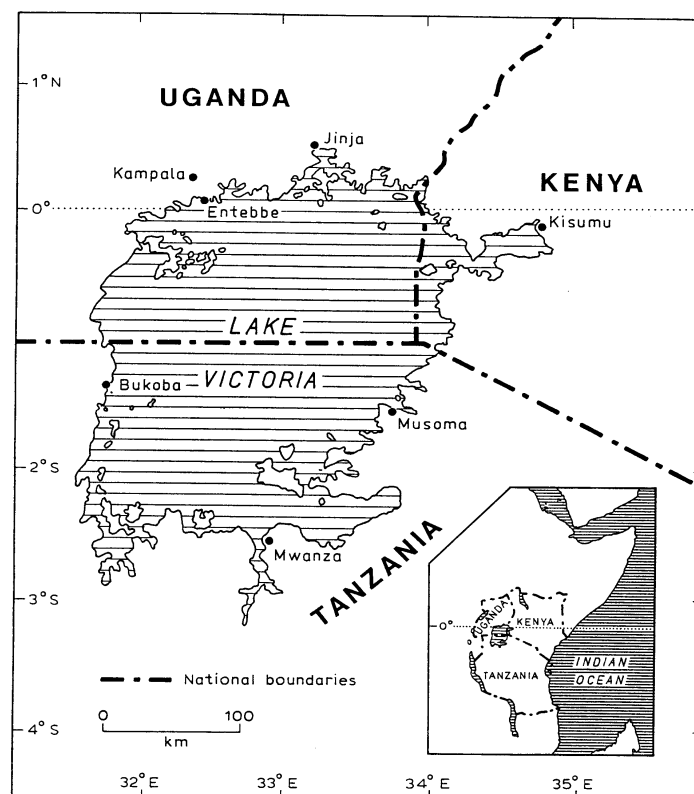 1°N
UGANDA
Jinja
Kampala
KENYA
0°
Entebbe
Kisumu
LAKE
VICTORIA
Bukoba
Musoma
2°S
TANZANIA
Mwanza
3°S
UGANDA
KENYA
0°
TANZANIA
INDIAN
OCEAN
National boundaries
0 100
km
4°S
32°E 33°E 34°E 35°E